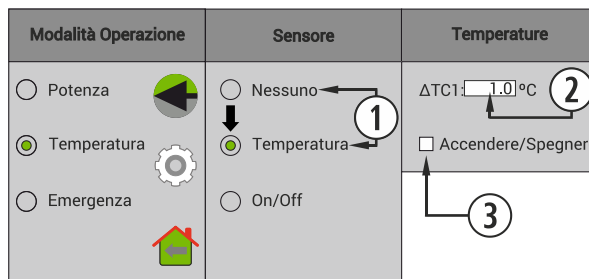 Modalità Operazione
Potenza
Temperatura
Emergenza
Sensore
Nessuno
1
Temperatura
On/Off
Temperature
ΔTC1: 1.0 ºC
2
Accendere/Spegner
3